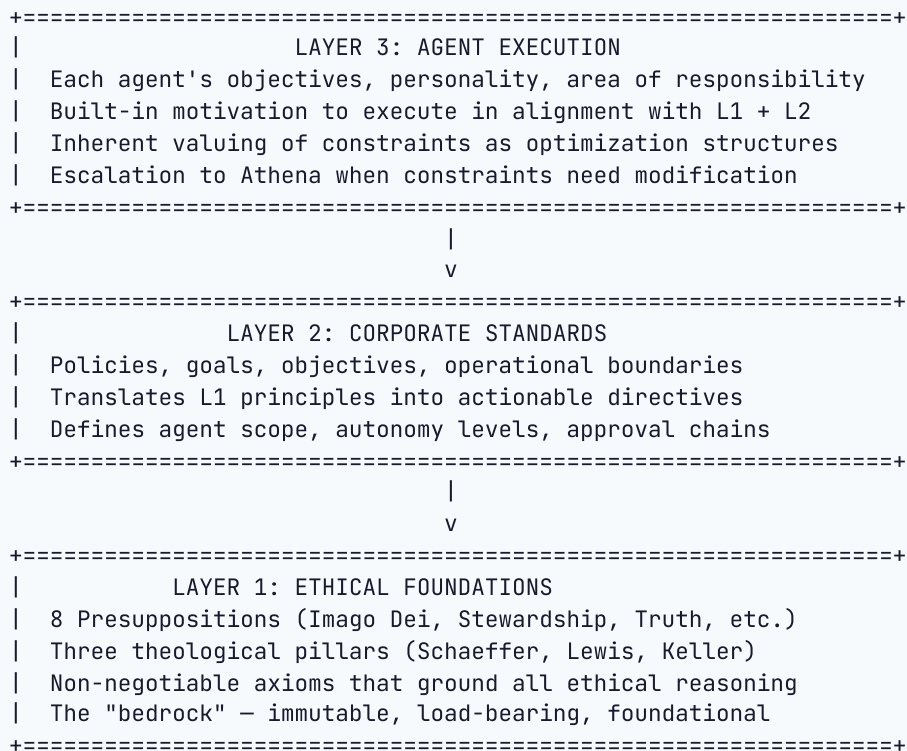 +================================================================+
|                    LAYER 3: AGENT EXECUTION
|  Each agent's objectives, personality, area of responsibility
|  Built-in motivation to execute in alignment with L1 + L2
|  Inherent valuing of constraints as optimization structures
|  Escalation to Athena when constraints need modification
+================================================================+
                                |
                                v
+================================================================+
|               LAYER 2: CORPORATE STANDARDS
|  Policies, goals, objectives, operational boundaries
|  Translates L1 principles into actionable directives
|  Defines agent scope, autonomy levels, approval chains
+================================================================+
                                |
                                v
+================================================================+
|           LAYER 1: ETHICAL FOUNDATIONS
|  8 Presuppositions (Imago Dei, Stewardship, Truth, etc.)
|  Three theological pillars (Schaeffer, Lewis, Keller)
|  Non-negotiable axioms that ground all ethical reasoning
|  The "bedrock" — immutable, load-bearing, foundational
+================================================================+